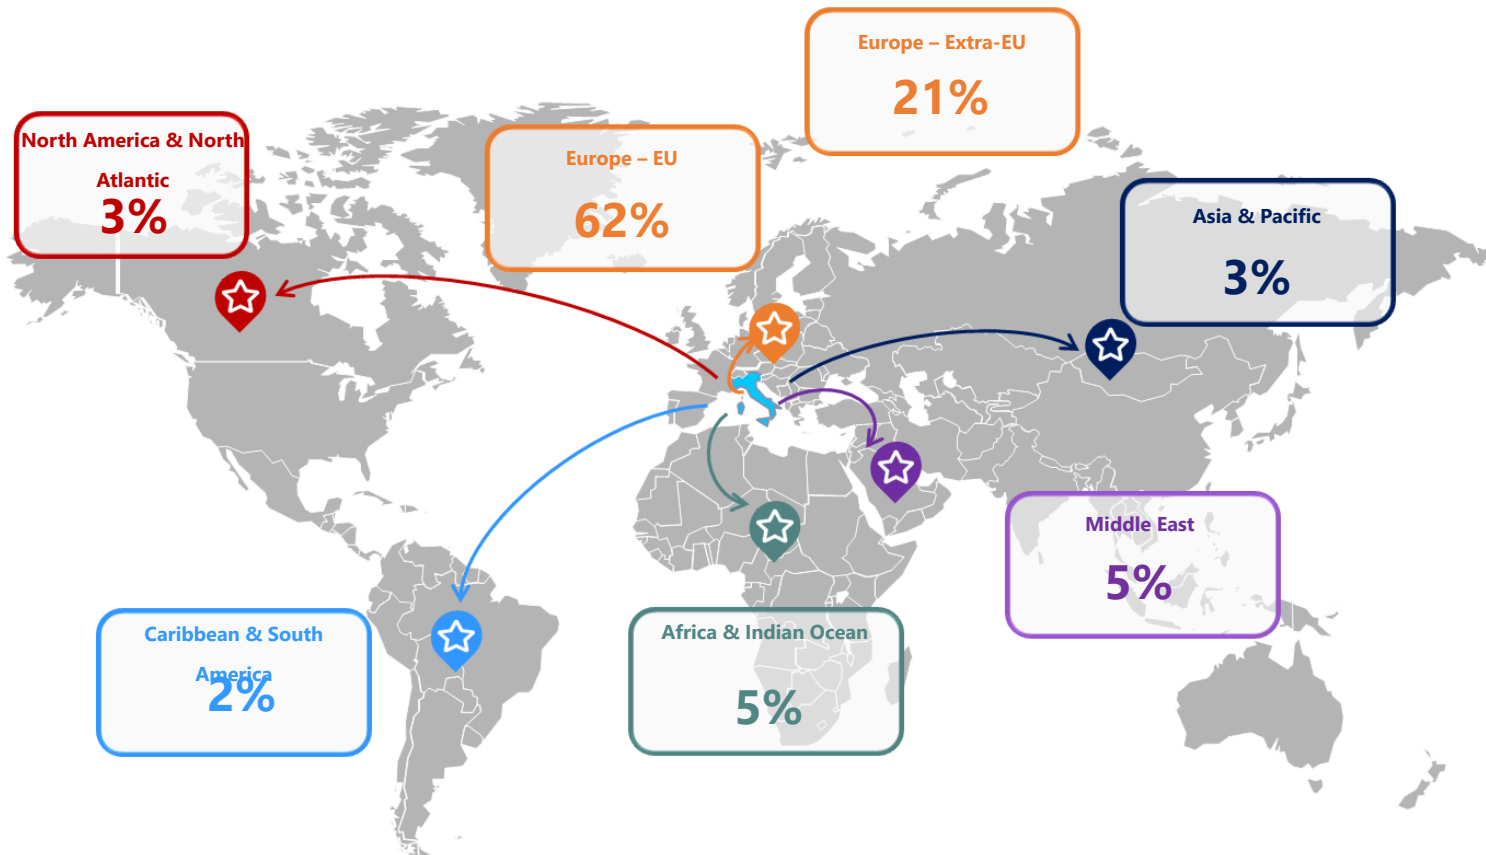 Europe – Extra-EU
21%
North America & North
Atlantic
3%
Europe – EU
62%
Asia & Pacific
3%
Middle East
5%
Caribbean & South
America
2%
Africa & Indian Ocean
5%